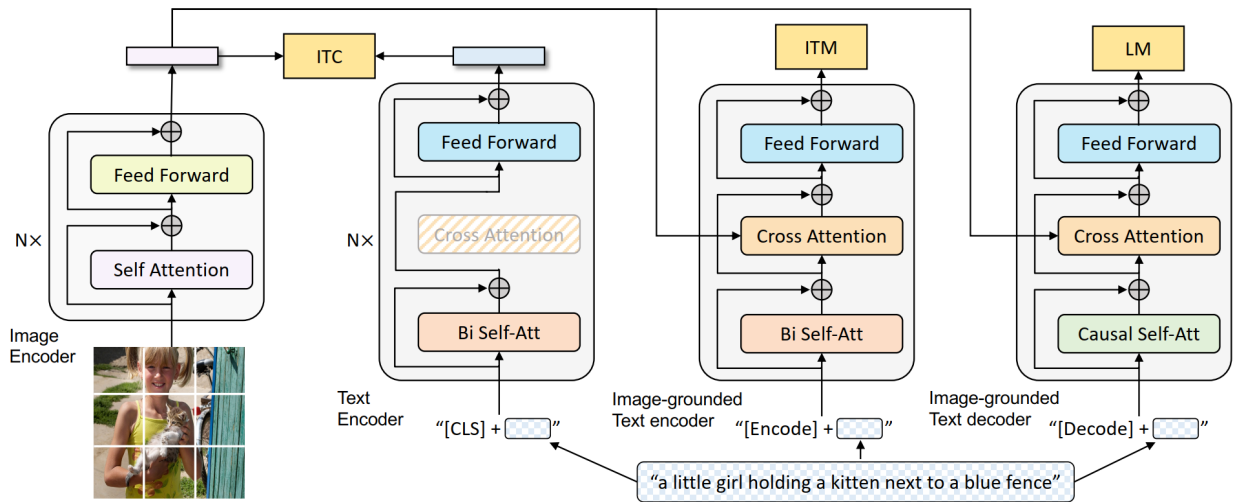 ITC
ITM
LM
Feed Forward
Self Attention
N×
Image
Encoder
Feed Forward
Cross Attention
Bi Self-Att
N×
Text
Encoder
"[CLS] + "
Feed Forward
Cross Attention
Bi Self-Att
Image-grounded
Text encoder
"[Encode] + "
Feed Forward
Cross Attention
Causal Self-Att
Image-grounded
Text decoder
"[Decode] + "
"a little girl holding a kitten next to a blue fence"